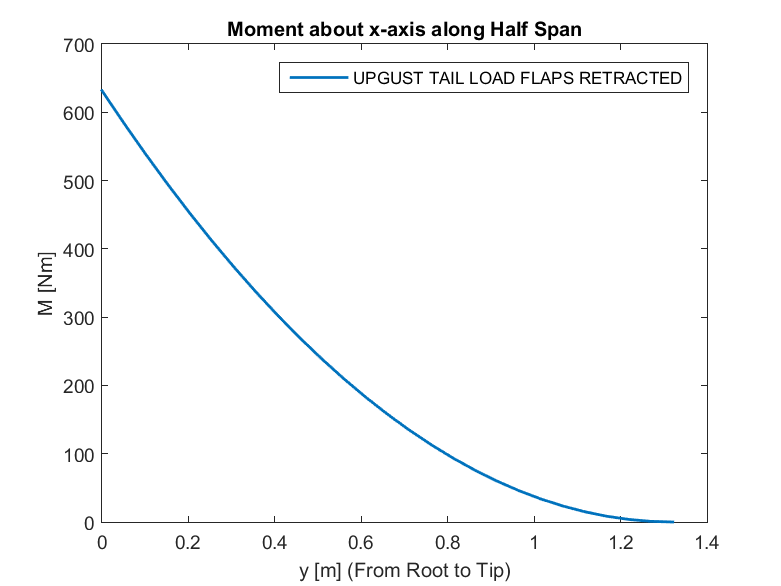 Moment about x-axis along Half Span
UPGUST TAIL LOAD FLAPS RETRACTED
M [Nm]
700
600
500
400
300
200
100
0
0 0.2 0.4 0.6 0.8 1 1.2 1.4
y [m] (From Root to Tip)